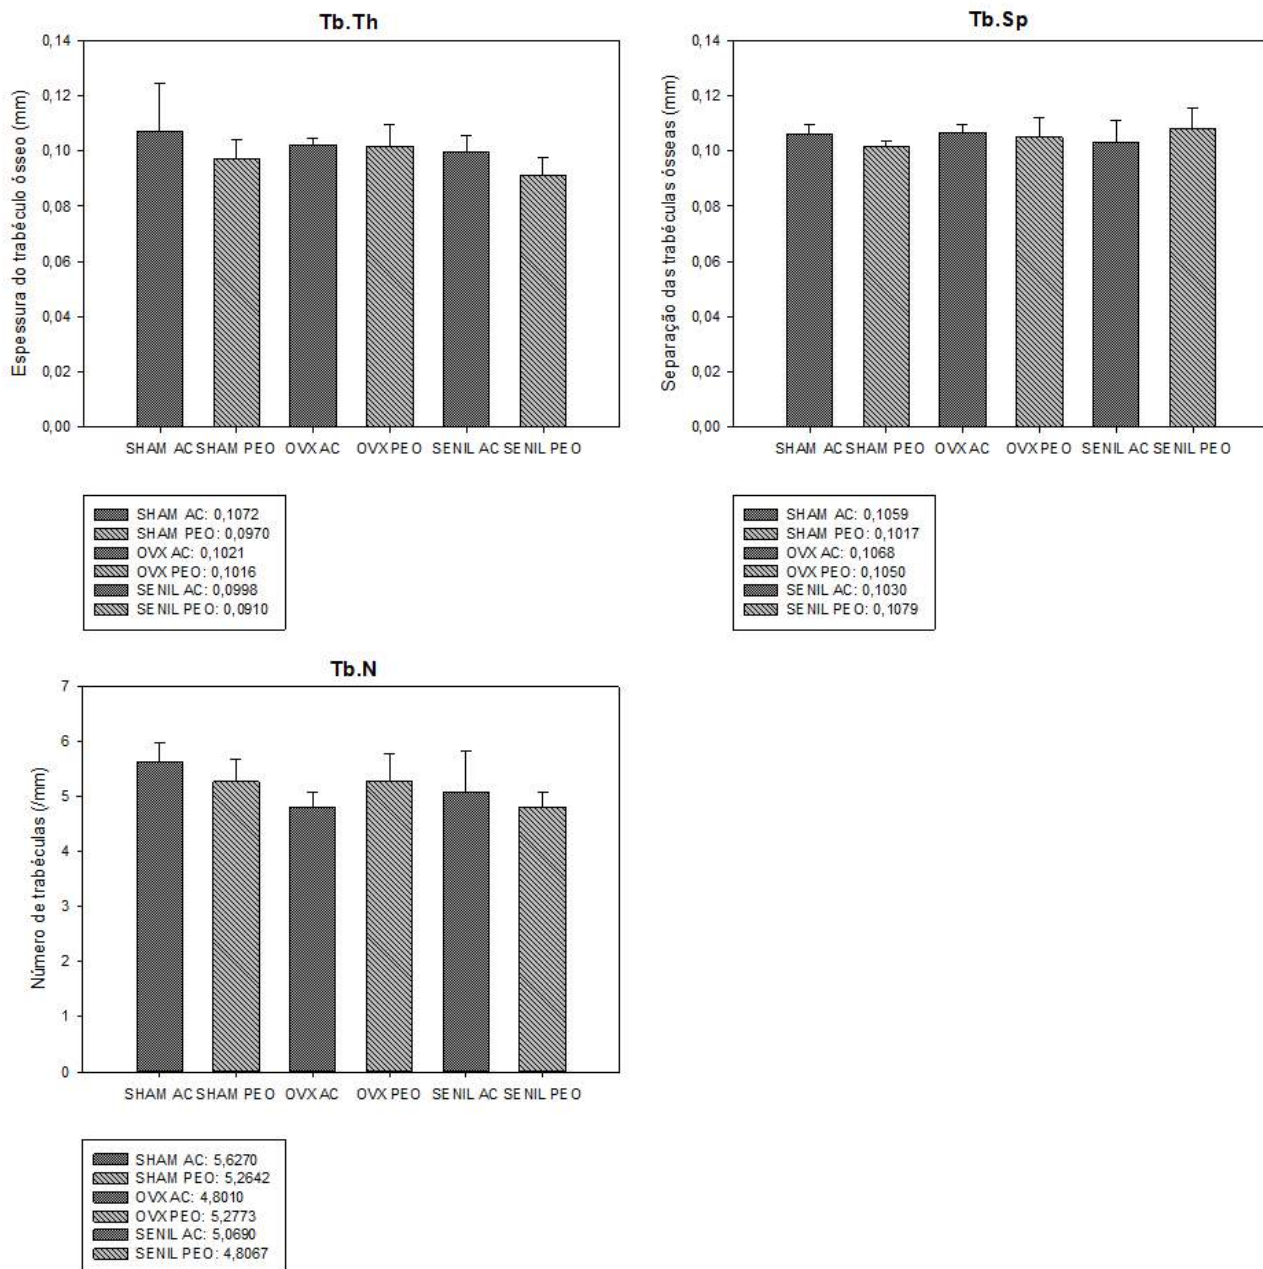 Tb.Th
Espessura do trabéculo ósseo (mm)
0,14
0,12
0,10
0,08
0,06
0,04
0,02
0,00
SHAM AC SHAM PEO OVX AC OVX PEO SENIL AC SENIL PEO
SHAM AC: 0,1072
SHAM PEO: 0,0970
OVX AC: 0,1021
OVX PEO: 0,1016
SENIL AC: 0,0998
SENIL PEO: 0,0910
Tb.Sp
Separação das trabéculas ósseas (mm)
0,14
0,12
0,10
0,08
0,06
0,04
0,02
0,00
SHAM AC SHAM PEO OVX AC OVX PEO SENIL AC SENIL PEO
SHAM AC: 0,1059
SHAM PEO: 0,1017
OVX AC: 0,1068
OVX PEO: 0,1050
SENIL AC: 0,1030
SENIL PEO: 0,1079
Tb.N
Número de trabéculas (/mm)
7
6
5
4
3
2
1
0
SHAM AC SHAM PEO OVX AC OVX PEO SENIL AC SENIL PEO
SHAM AC: 5,6270
SHAM PEO: 5,2642
OVX AC: 4,8010
OVX PEO: 5,2773
SENIL AC: 5,0690
SENIL PEO: 4,8067